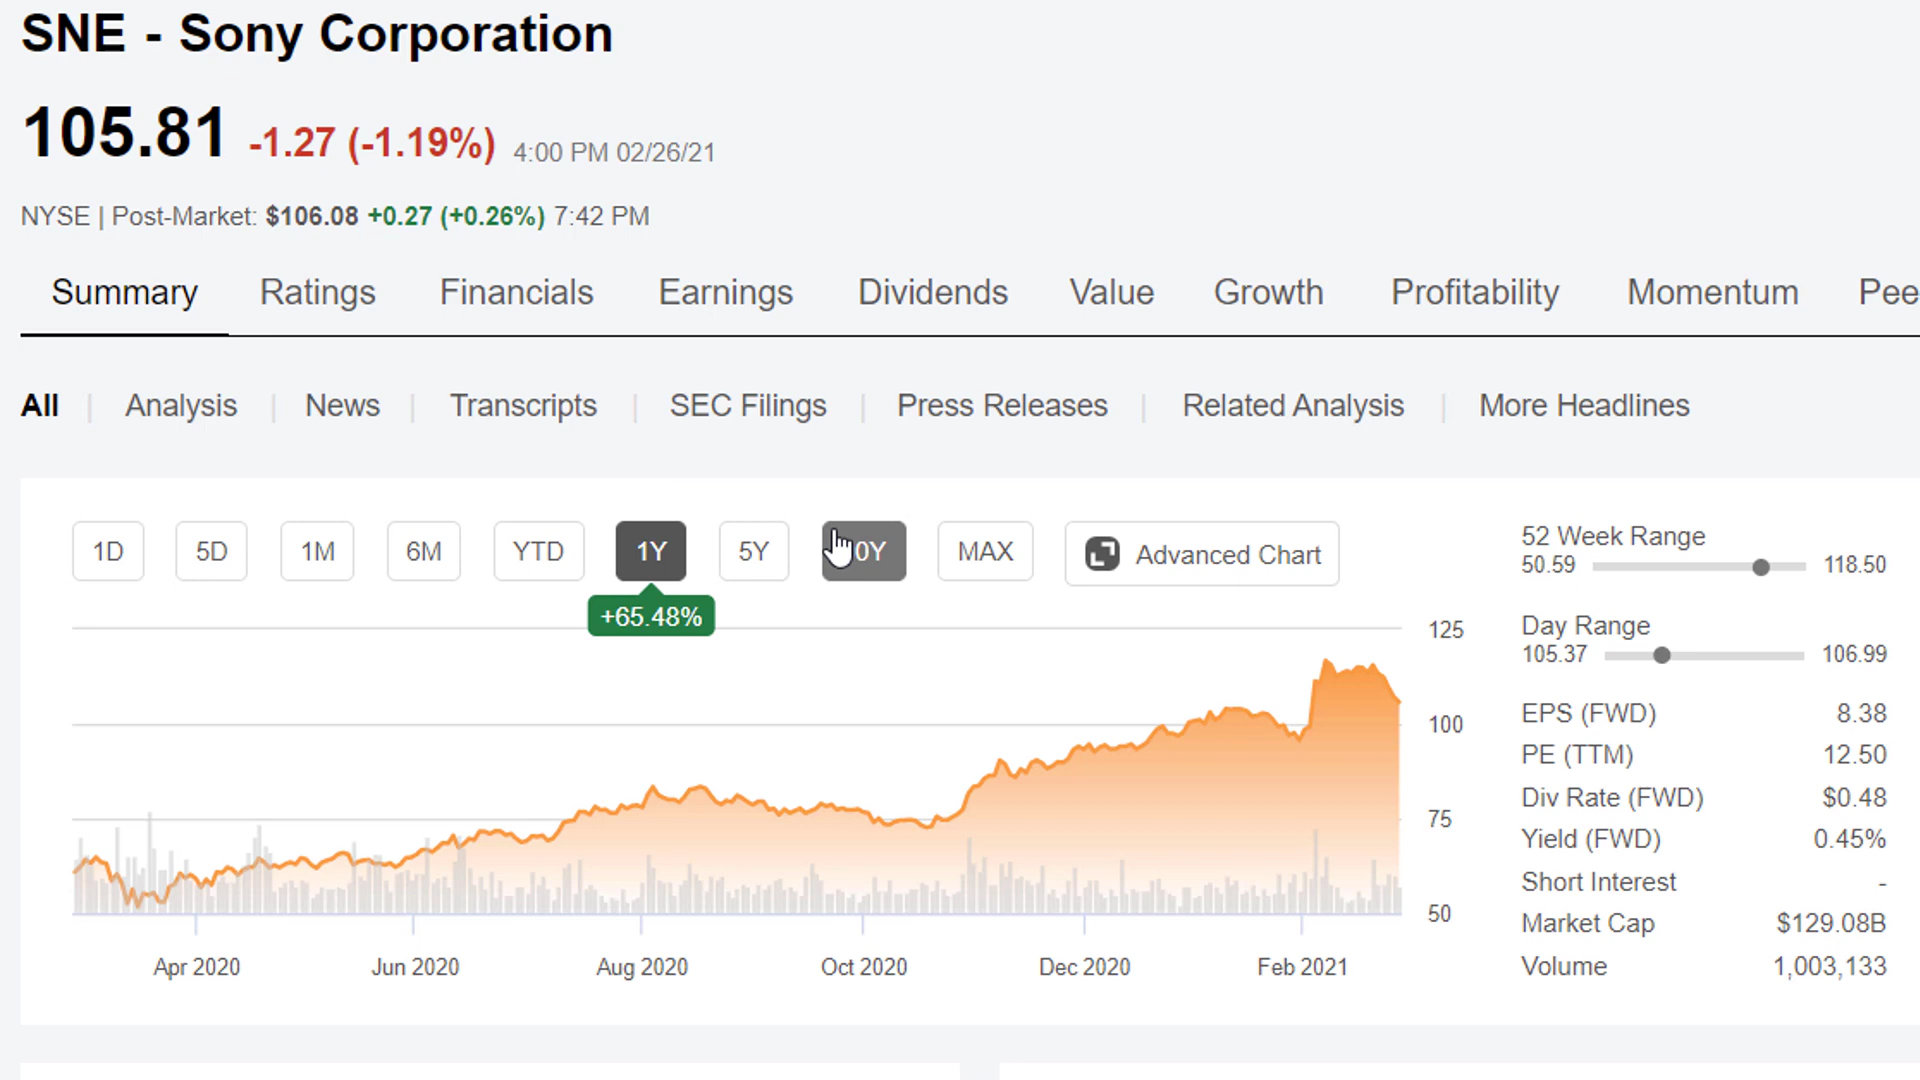 SNE - Sony Corporation
105.81 -1.27 (-1.19%) 4:00 PM 02/26/21
NYSE | Post-Market: $106.08 +0.27 (+0.26%) 7:42 PM
Summary Ratings Financials Earnings Dividends Value Growth Profitability Momentum Pee
All | Analysis | News | Transcripts | SEC Filings | Press Releases | Related Analysis | More Headlines
1D 5D 1M 6M YTD 1Y 5Y 0Y MAX Advanced Chart
+65.48%
125
100
75
50
Apr 2020 Jun 2020 Aug 2020 Oct 2020 Dec 2020 Feb 2021
52 Week Range
50.59 118.50
Day Range
105.37 106.99
EPS (FWD) 8.38
PE (TTM) 12.50
Div Rate (FWD) $0.48
Yield (FWD) 0.45%
Short Interest -
Market Cap $129.08B
Volume 1,003,133